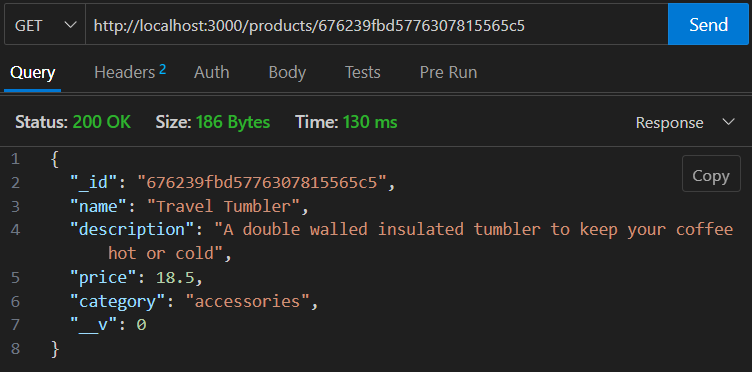 GET http://localhost:3000/products/676239fbd5776307815565c5 Send
Query Headers 2 Auth Body Tests Pre Run
Status: 200 OK Size: 186 Bytes Time: 130 ms Response
Copy
1 {
2 "_id": "676239fbd5776307815565c5",
3 "name": "Travel Tumbler",
4 "description": "A double walled insulated tumbler to keep your coffee
hot or cold",
5 "price": 18.5,
6 "category": "accessories",
7 "__v": 0
8 }